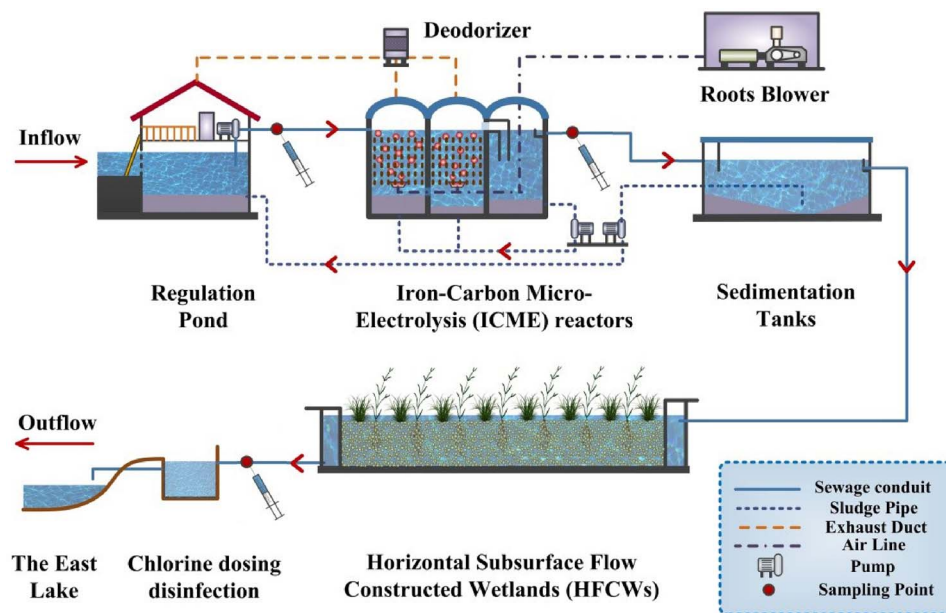 Deodorizer
Roots Blower
Inflow
Regulation
Pond
Iron-Carbon Micro-
Electrolysis (ICME) reactors
Sedimentation
Tanks
Outflow
The East
Lake
Chlorine dosing
disinfection
Horizontal Subsurface Flow
Constructed Wetlands (HFCWs)
Sewage conduit
Sludge Pipe
Exhaust Duct
Air Line
Pump
Sampling Point